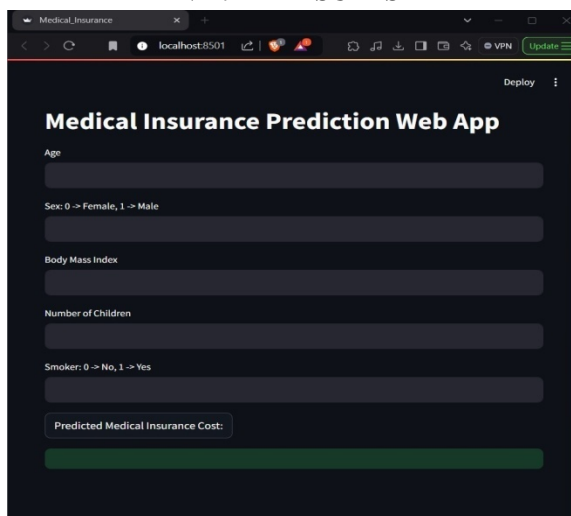 Medical_Insurance
localhost:8501
VPN
Update
Deploy
Medical Insurance Prediction Web App
Age
Sex: 0 -> Female, 1 -> Male
Body Mass Index
Number of Children
Smoker: 0 -> No, 1 -> Yes
Predicted Medical Insurance Cost: